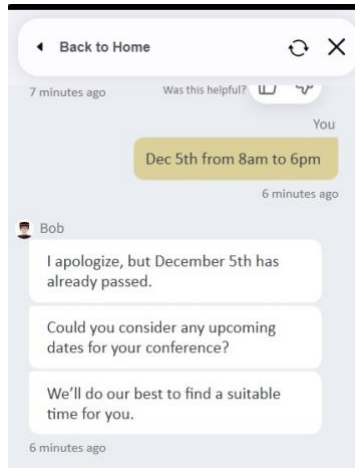 Back to Home
7 minutes ago Was this helpful?
You
Dec 5th from 8am to 6pm
6 minutes ago
Bob
I apologize, but December 5th has
already passed.
Could you consider any upcoming
dates for your conference?
We’ll do our best to find a suitable
time for you.
6 minutes ago